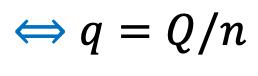 ⇔ q = Q/n